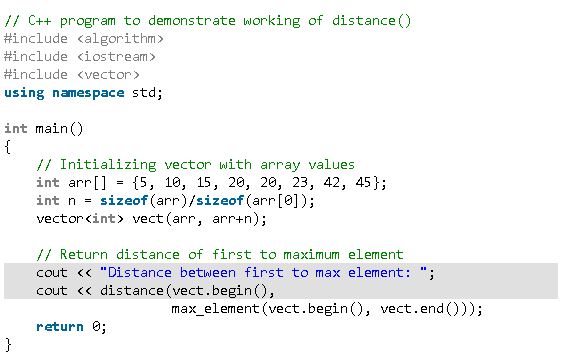 // C++ program to demonstrate working of distance()
#include <algorithm>
#include <iostream>
#include <vector>
using namespace std;

int main()
{
    // Initializing vector with array values
    int arr[] = {5, 10, 15, 20, 20, 23, 42, 45};
    int n = sizeof(arr)/sizeof(arr[0]);
    vector<int> vect(arr, arr+n);

    // Return distance of first to maximum element
    cout << "Distance between first to max element: ";
    cout << distance(vect.begin(),
                     max_element(vect.begin(), vect.end()));
    return 0;
}